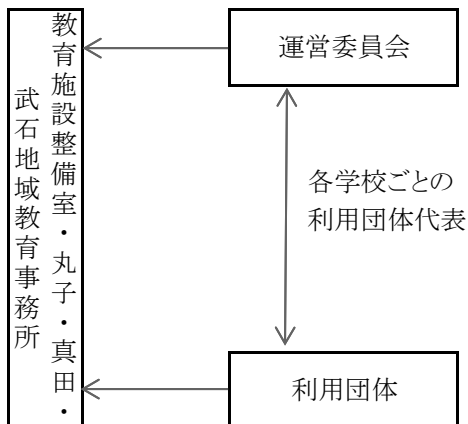 教育施設整備室・丸子・真田・
武石地域教育事務所
運営委員会
各学校ごとの
利用団体代表
利用団体